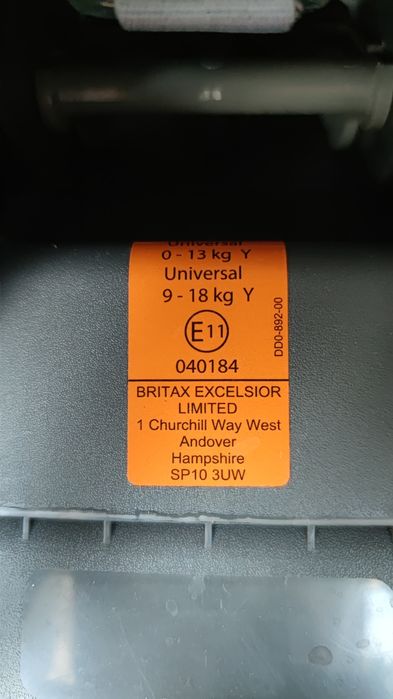 Universal
0 - 13 kg Y
Universal
9 - 18 kg Y
E11
040184
DD0-892-00
BRITAX EXCELSIOR
LIMITED
1 Churchill Way West
Andover
Hampshire
SP10 3UW